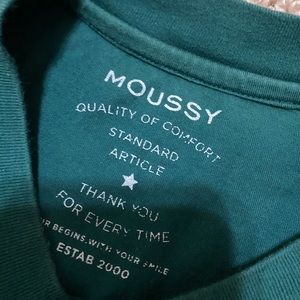 MOUSSY
QUALITY OF COMFORT
STANDARD
ARTICLE
THANK YOU
FOR EVERY TIME
BEGINS WITH YOUR SMILE
ESTAB 2000